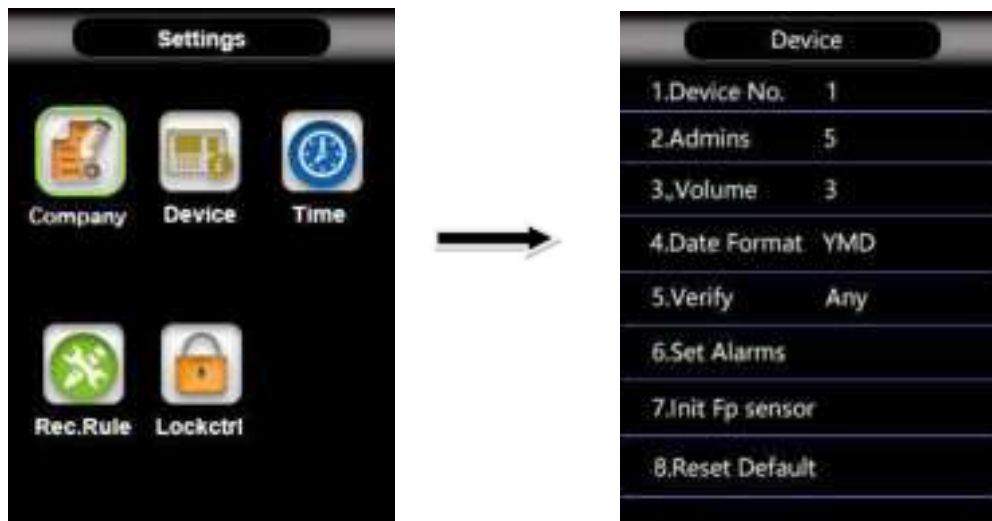 Settings
Company Device Time
Rec.Rule Lockctrl
Device
1.Device No. 1
2.Admins 5
3.,Volume 3
4.Date Format YMD
5.Verify Any
6.Set Alarms
7.Init Fp sensor
8.Reset Default